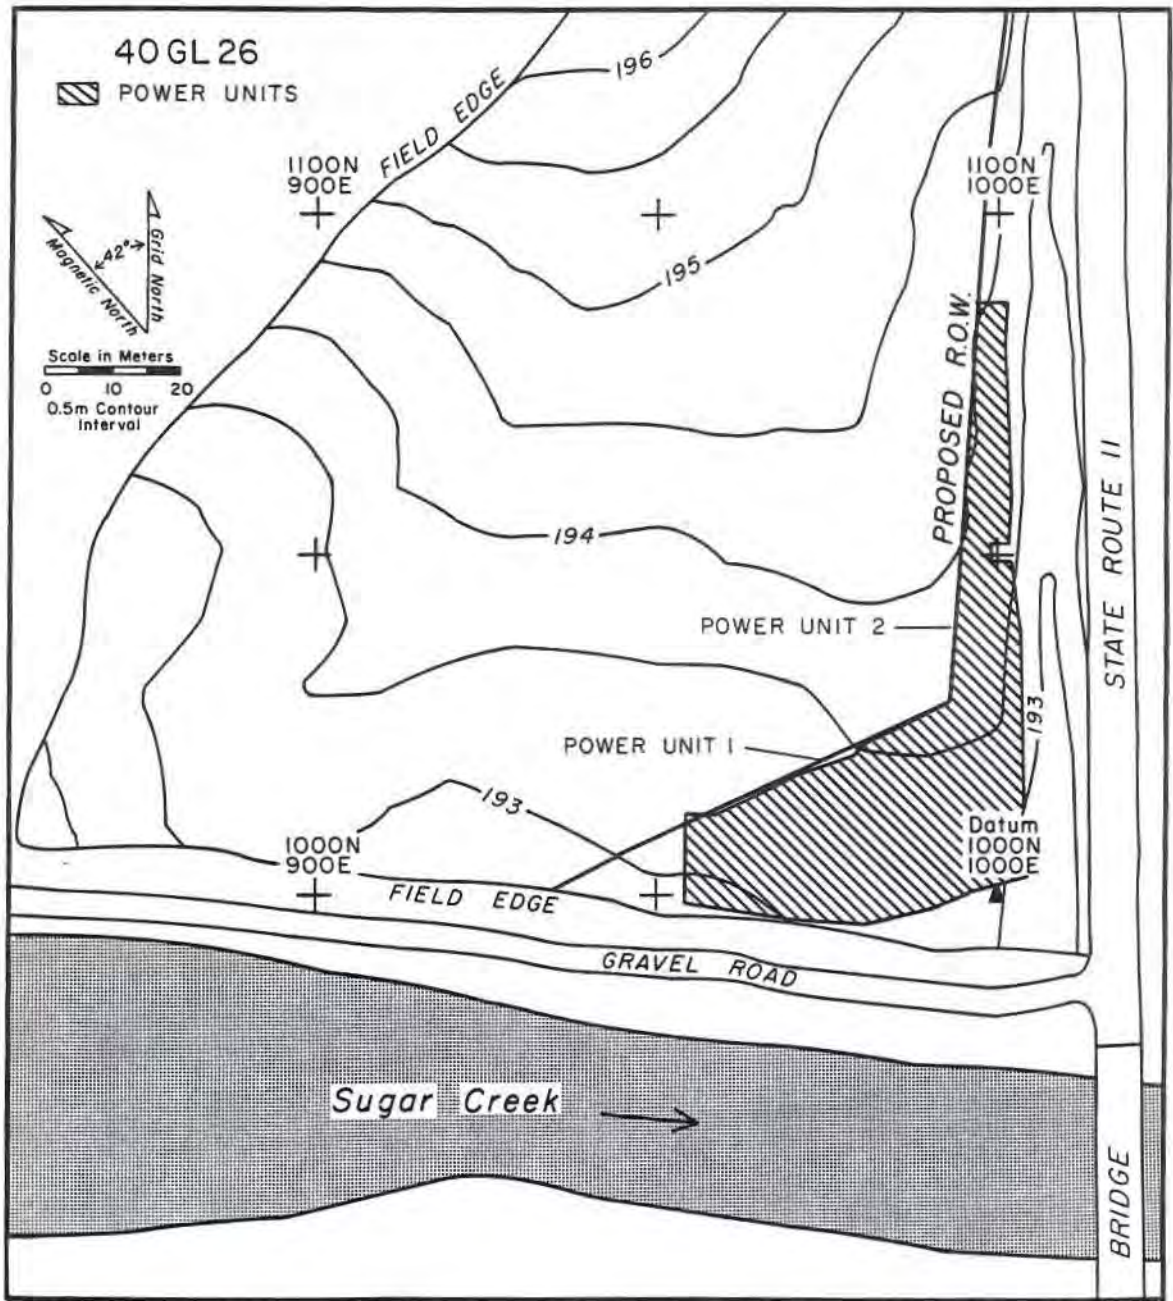 40GL26
POWER UNITS
196
FIELD EDGE
1100N
900E
1100N
1000E
42°
Magnetic North
Grid North
195
Scale in Meters
0 10 20
0.5m Contour
Interval
PROPOSED R.O.W.
194
STATE ROUTE 11
POWER UNIT 2
193
POWER UNIT 1
193
Datum
1000N
1000E
1000N
900E
FIELD EDGE
GRAVEL ROAD
Sugar Creek
BRIDGE